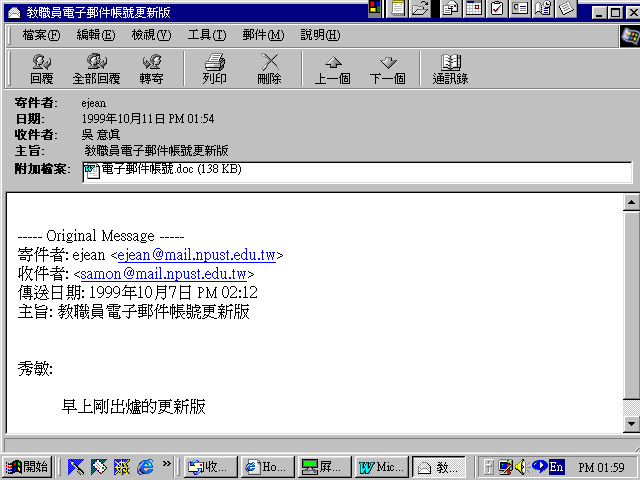 教職員電子郵件帳號更新版
檔案(F) 編輯(E) 檢視(V) 工具(T) 郵件(M) 說明(H)
回覆 全部回覆 轉寄 列印 刪除 上一個 下一個 通訊錄
寄件者: ejean
日期: 1999年10月11日 PM 01:54
收件者: 吳 意眞
主旨: 教職員電子郵件帳號更新版
附加檔案: 電子郵件帳號.doc (138 KB)
----- Original Message -----
寄件者: ejean <ejean@mail.npust.edu.tw>
收件者: <samon@mail.npust.edu.tw>
傳送日期: 1999年10月7日 PM 02:12
主旨: 教職員電子郵件帳號更新版
秀敏:
早上剛出爐的更新版
開始 » 收... Ho... 屏... Mic... 教... En PM 01:59